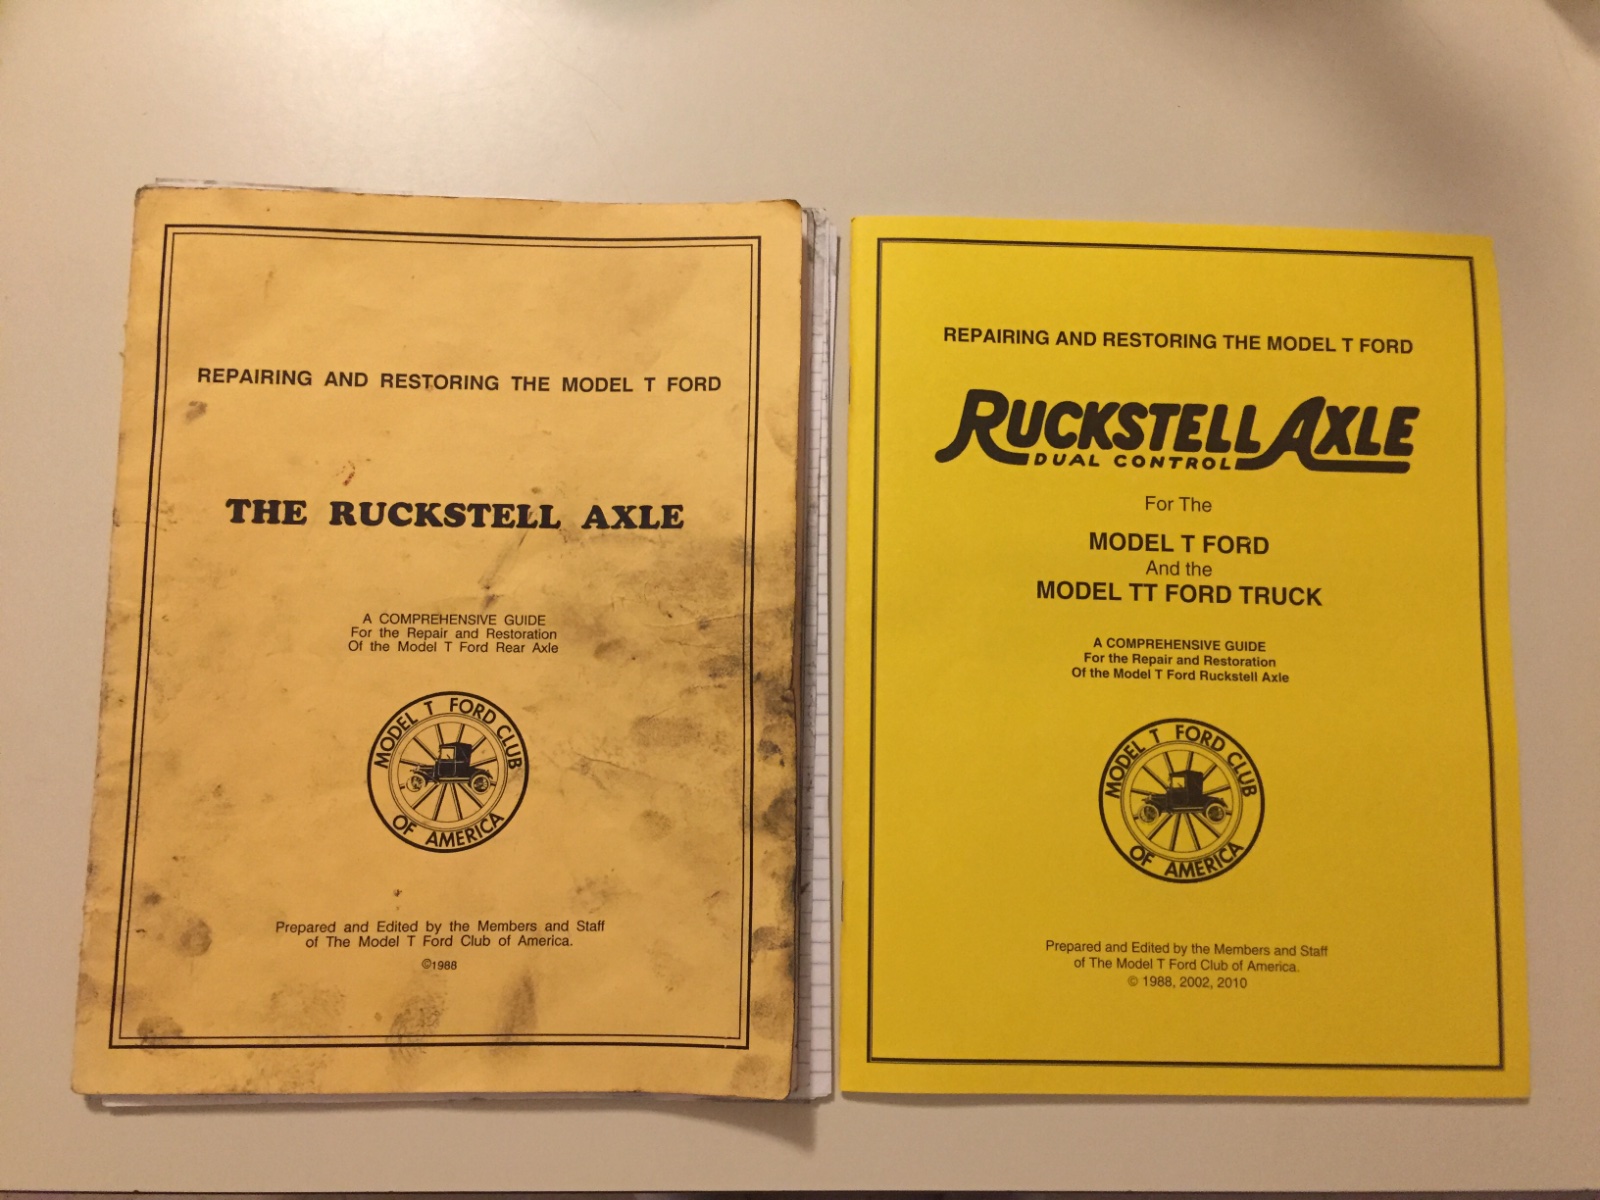 REPAIRING AND RESTORING THE MODEL T FORD
THE RUCKSTELL AXLE
A COMPREHENSIVE GUIDE
For the Repair and Restoration
Of the Model T Ford Rear Axle
MODEL T FORD CLUB
OF AMERICA
Prepared and Edited by the Members and Staff
of The Model T Ford Club of America.
©1988
REPAIRING AND RESTORING THE MODEL T FORD
RUCKSTELL AXLE
DUAL CONTROL
For The
MODEL T FORD
And the
MODEL TT FORD TRUCK
A COMPREHENSIVE GUIDE
For the Repair and Restoration
Of the Model T Ford Ruckstell Axle
MODEL T FORD CLUB
OF AMERICA
Prepared and Edited by the Members and Staff
of The Model T Ford Club of America.
© 1988, 2002, 2010